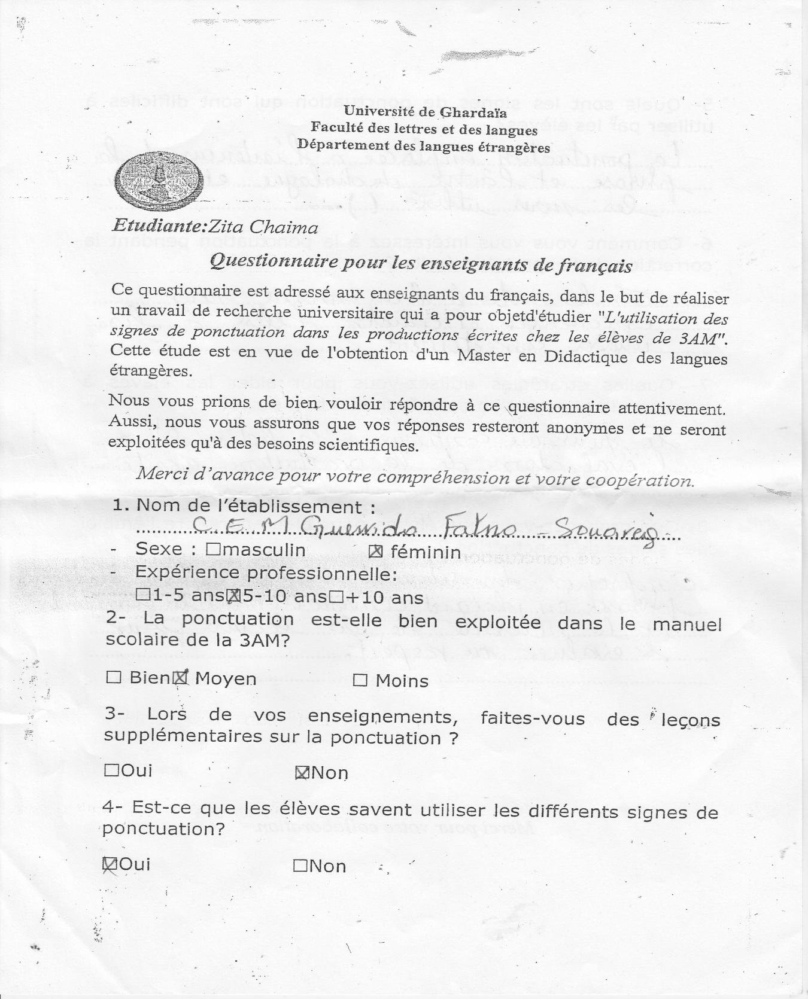 Université de Ghardaïa
Faculté des lettres et des langues
Département des langues étrangères
Etudiante:Zita Chaima
Questionnaire pour les enseignants de français
Ce questionnaire est adressé aux enseignants du français, dans le but de réaliser
un travail de recherche universitaire qui a pour objetd'étudier "L'utilisation des
signes de ponctuation dans les productions écrites chez les élèves de 3AM".
Cette étude est en vue de l'obtention d'un Master en Didactique des langues
étrangères.
Nous vous prions de bien vouloir répondre à ce questionnaire attentivement.
Aussi, nous vous assurons que vos réponses resteront anonymes et ne seront
exploitées qu'à des besoins scientifiques.
Merci d'avance pour votre compréhension et votre coopération.
1. Nom de l'établissement :
C.E.M
- Sexe : ☐masculin ☒ féminin
- Expérience professionnelle:
☐1-5 ans☒5-10 ans☐+10 ans
2- La ponctuation est-elle bien exploitée dans le manuel
scolaire de la 3AM?
☐ Bien☒ Moyen ☐ Moins
3- Lors de vos enseignements, faites-vous des leçons
supplémentaires sur la ponctuation ?
☐Oui ☒Non
4- Est-ce que les élèves savent utiliser les différents signes de
ponctuation?
☒Oui ☐Non